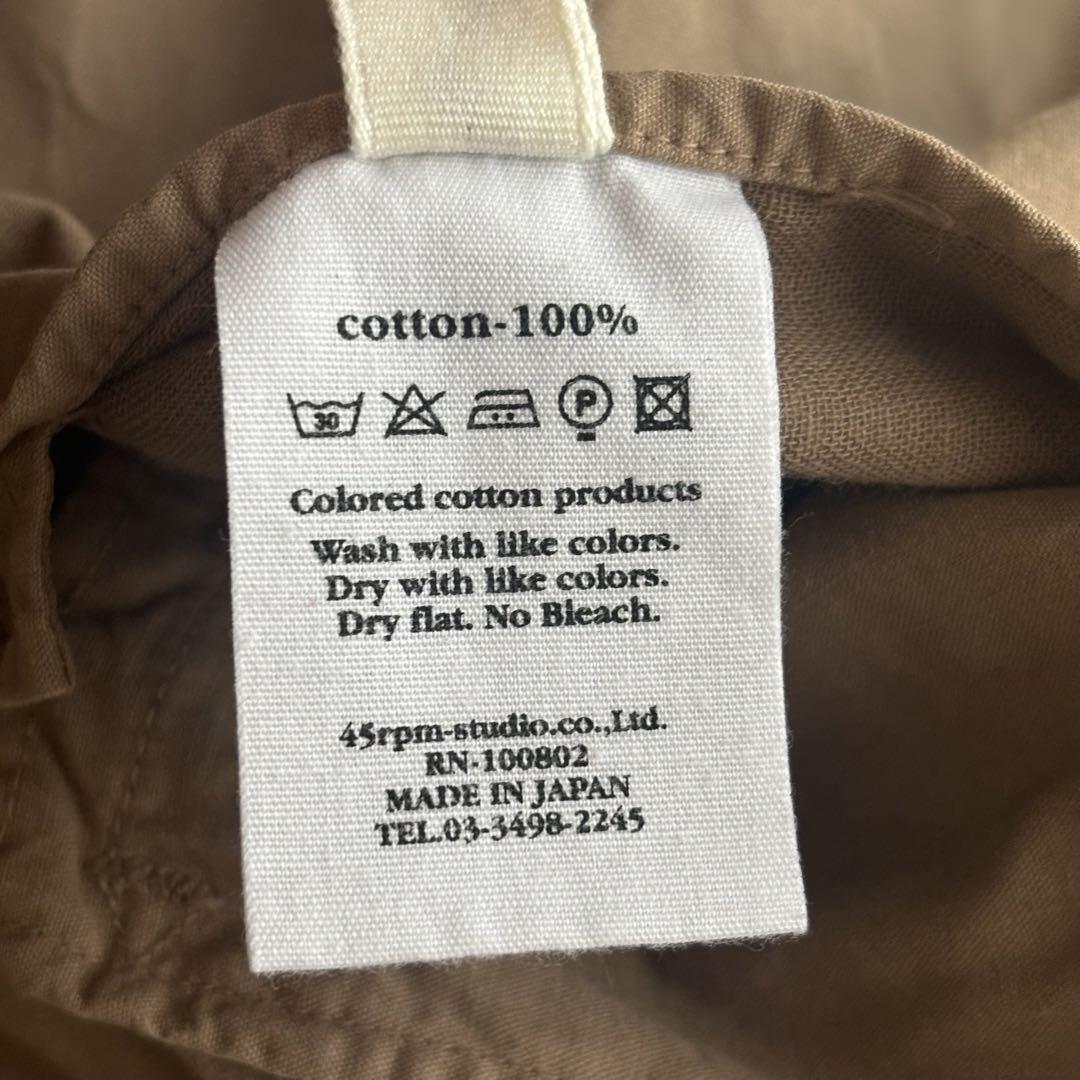 cotton-100%
30 P
Colored cotton products
Wash with like colors.
Dry with like colors.
Dry flat. No Bleach.
45rpm-studio.co.,Ltd.
RN-100802
MADE IN JAPAN
TEL.03-3498-2245